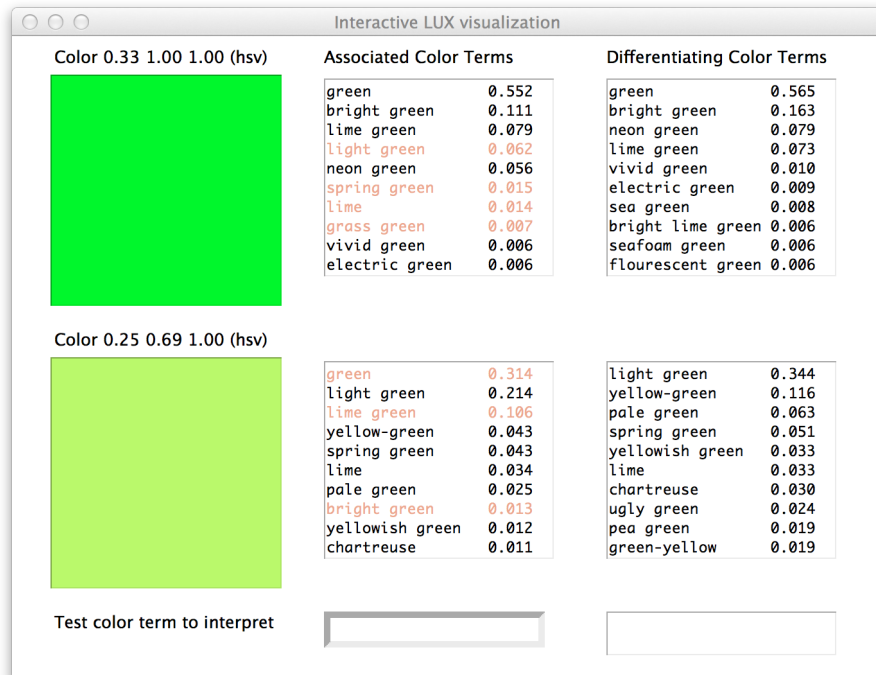 Interactive LUX visualization
Color 0.33 1.00 1.00 (hsv)
Associated Color Terms
Differentiating Color Terms
green 0.552
bright green 0.111
lime green 0.079
light green 0.062
neon green 0.056
spring green 0.015
lime 0.014
grass green 0.007
vivid green 0.006
electric green 0.006
green 0.565
bright green 0.163
neon green 0.079
lime green 0.073
vivid green 0.010
electric green 0.009
sea green 0.008
bright lime green 0.006
seafoam green 0.006
flourescent green 0.006
Color 0.25 0.69 1.00 (hsv)
green 0.314
light green 0.214
lime green 0.106
yellow-green 0.043
spring green 0.043
lime 0.034
pale green 0.025
bright green 0.013
yellowish green 0.012
chartreuse 0.011
light green 0.344
yellow-green 0.116
pale green 0.063
spring green 0.051
yellowish green 0.033
lime 0.033
chartreuse 0.030
ugly green 0.024
pea green 0.019
green-yellow 0.019
Test color term to interpret